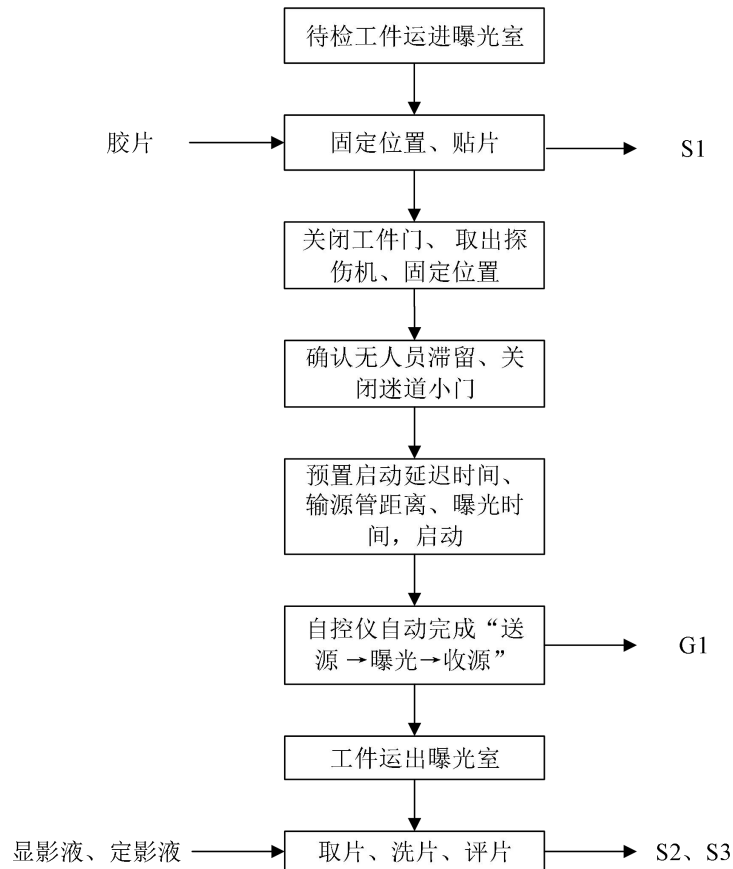 待检工件运进曝光室
胶片
固定位置、贴片
S1
关闭工件门、 取出探
伤机、固定位置
确认无人员滞留、关
闭迷道小门
预置启动延迟时间、
输源管距离、曝光时
间，启动
自控仪自动完成“送
源→曝光→收源”
G1
工件运出曝光室
显影液、定影液
取片、洗片、评片
S2、S3